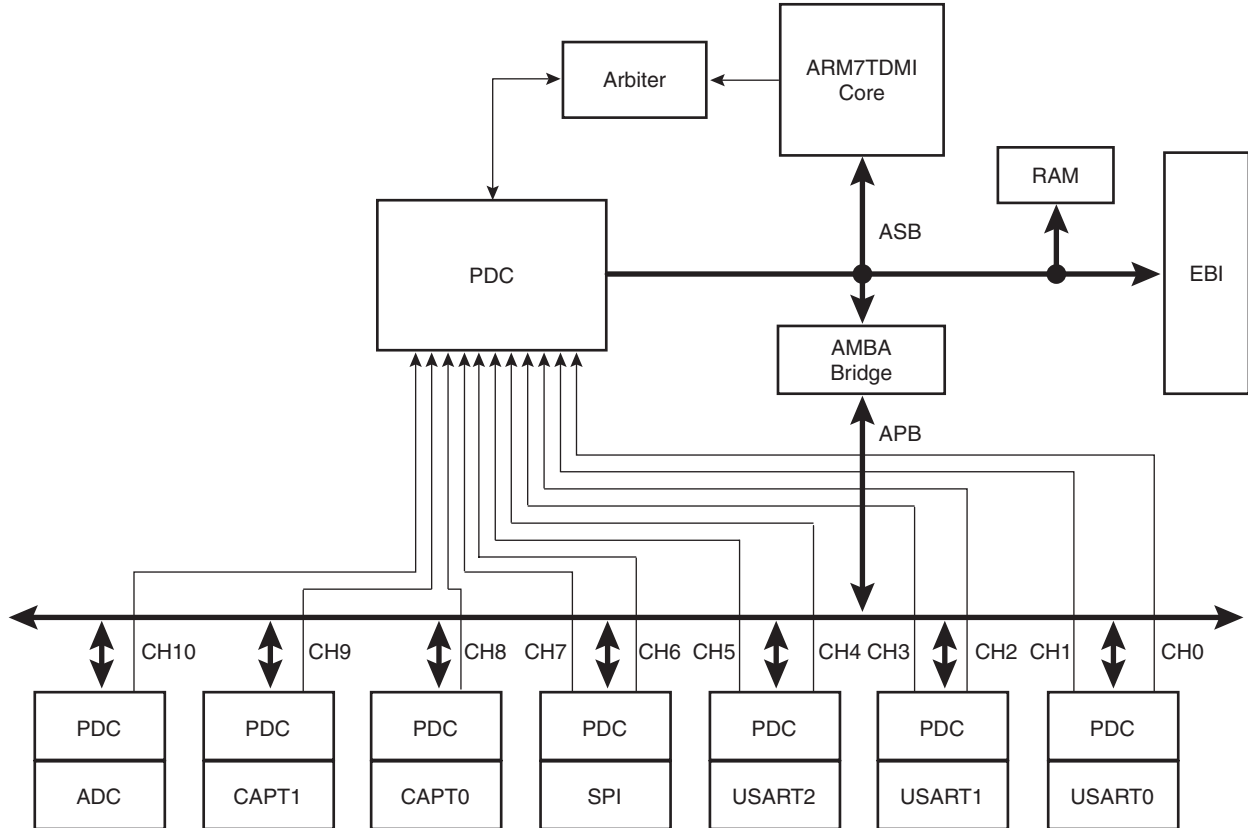 Arbiter
ARM7TDMI
Core
RAM
PDC
ASB
EBI
AMBA
Bridge
APB
CH10
CH9
CH8
CH7
CH6
CH5
CH4
CH3
CH2
CH1
CH0
PDC
PDC
PDC
PDC
PDC
PDC
PDC
ADC
CAPT1
CAPT0
SPI
USART2
USART1
USART0